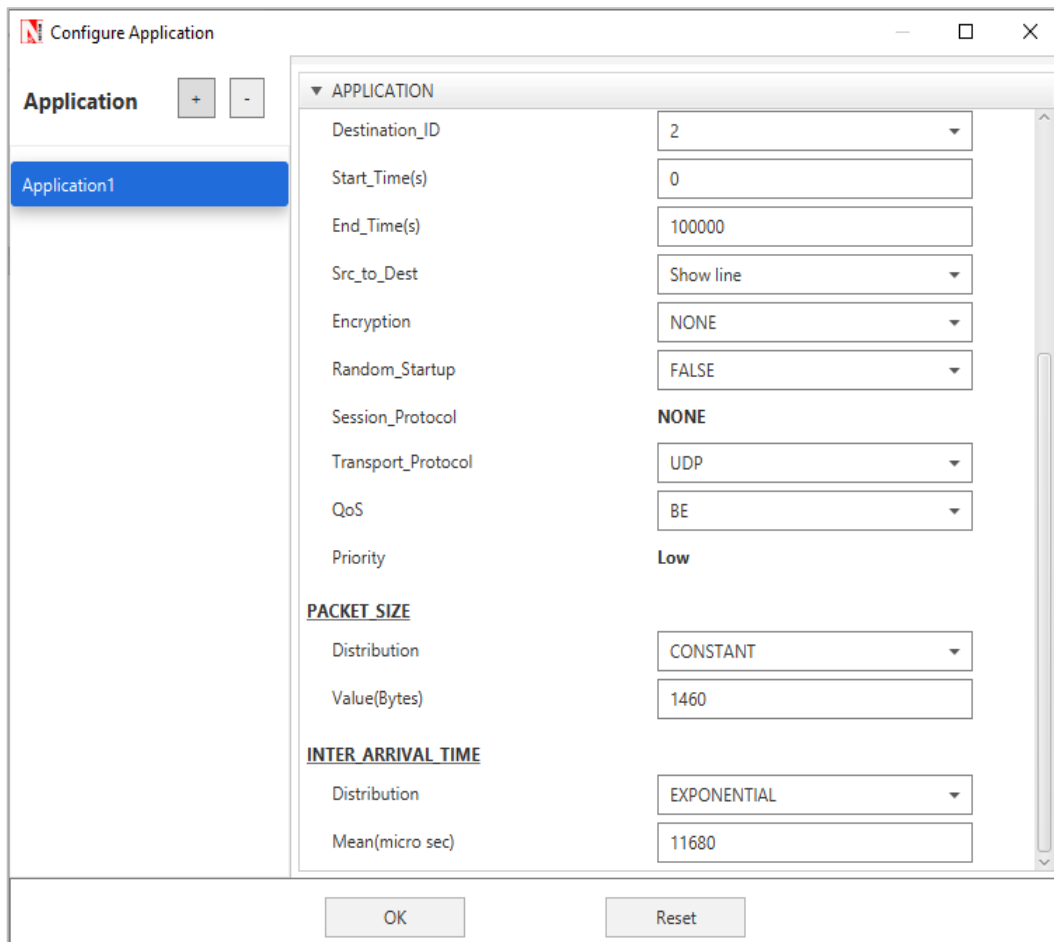 Configure Application
Application + -
Application1
APPLICATION
Destination_ID 2
Start_Time(s) 0
End_Time(s) 100000
Src_to_Dest Show line
Encryption NONE
Random_Startup FALSE
Session_Protocol NONE
Transport_Protocol UDP
QoS BE
Priority Low
PACKET_SIZE
Distribution CONSTANT
Value(Bytes) 1460
INTER_ARRIVAL_TIME
Distribution EXPONENTIAL
Mean(micro sec) 11680
OK Reset